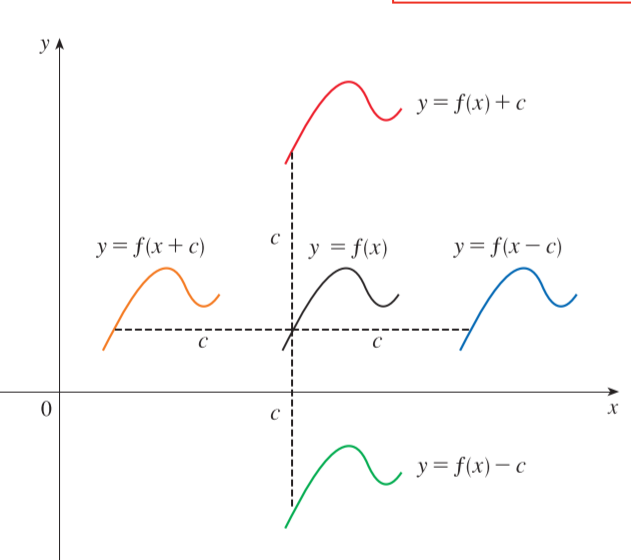 y
y = f(x) + c
y = f(x + c)
c
y = f(x)
y = f(x − c)
c
c
0
c
x
y = f(x) − c